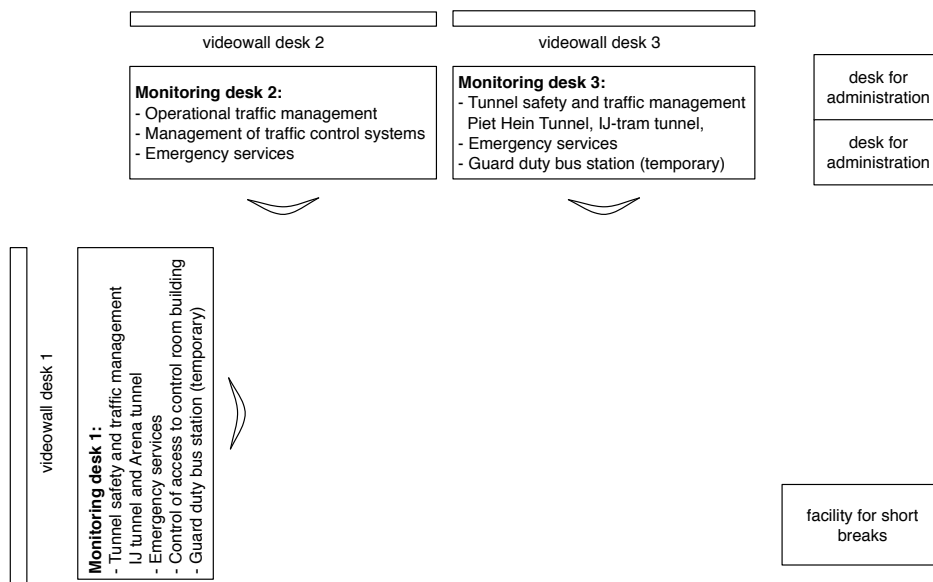 videowall desk 2
videowall desk 3
Monitoring desk 2:
- Operational traffic management
- Management of traffic control systems
- Emergency services
Monitoring desk 3:
- Tunnel safety and traffic management
Piet Hein Tunnel, IJ-tram tunnel,
- Emergency services
- Guard duty bus station (temporary)
desk for
administration
desk for
administration
videowall desk 1
Monitoring desk 1:
- Tunnel safety and traffic management
IJ tunnel and Arena tunnel
- Emergency services
- Control of access to control room building
- Guard duty bus station (temporary)
facility for short
breaks